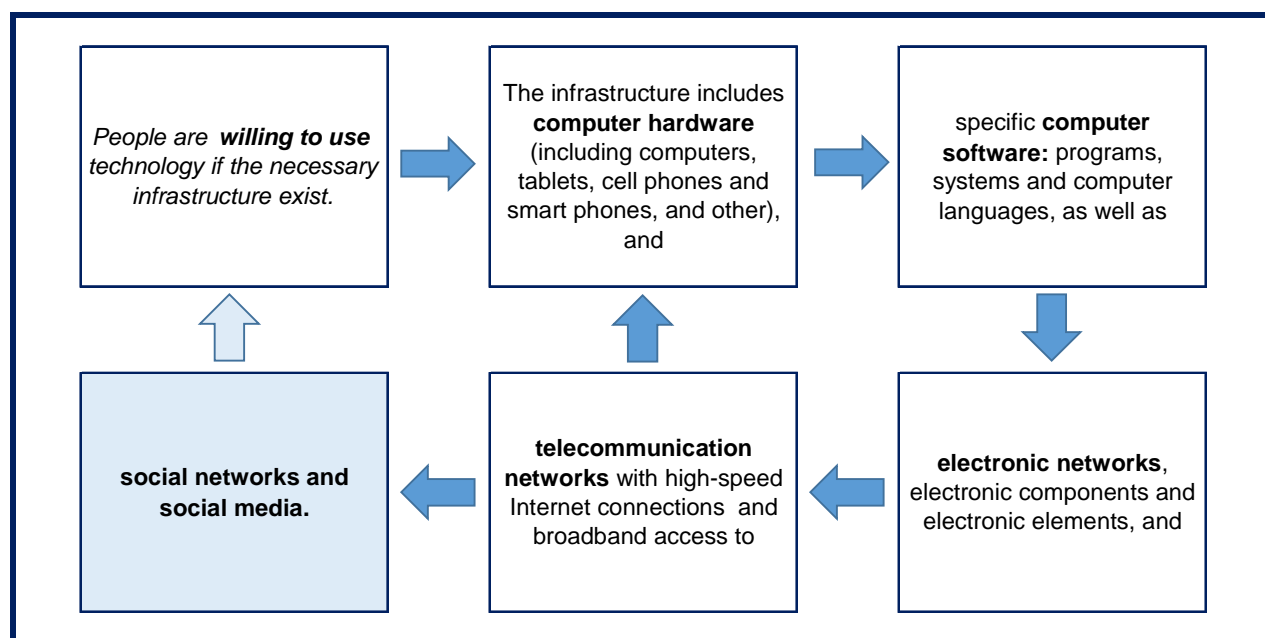 People are willing to use
technology if the necessary
infrastructure exist.
The infrastructure includes
computer hardware
(including computers,
tablets, cell phones and
smart phones, and other),
and
specific computer
software: programs,
systems and computer
languages, as well as
social networks and
social media.
telecommunication
networks with high-speed
Internet connections and
broadband access to
electronic networks,
electronic components and
electronic elements, and